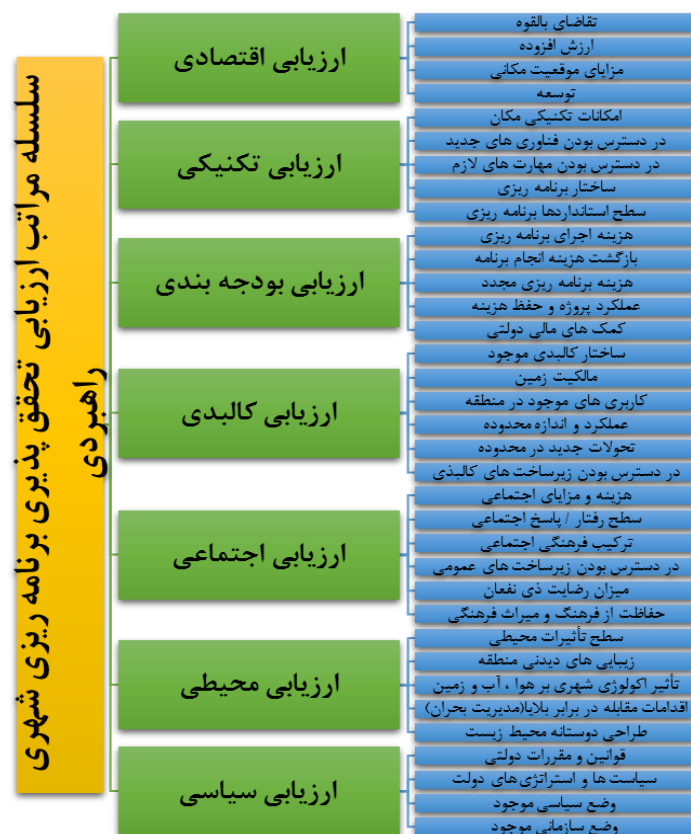 سلسله مراتب ارزیابی تحقق پذیری برنامه ریزی شهری
راهبردی
ارزیابی اقتصادی
تقاضای بالقوه
ارزش افزوده
مزایای موقعیت مکانی
توسعه
ارزیابی تکنیکی
امکانات تکنیکی مکان
در دسترس بودن فناوری های جدید
در دسترس بودن مهارت های لازم
ساختار برنامه ریزی
سطح استانداردها برنامه ریزی
ارزیابی بودجه بندی
هزینه اجرای برنامه ریزی
بازگشت هزینه انجام برنامه
هزینه برنامه ریزی مجدد
عملکرد پروژه و حفظ هزینه
کمک های مالی دولتی
ارزیابی کالبدی
ساختار کالبدی موجود
مالکیت زمین
کاربری های موجود در منطقه
عملکرد و اندازه محدوده
تحولات جدید در محدوده
در دسترس بودن زیرساخت های کالبدی
ارزیابی اجتماعی
هزینه و مزایای اجتماعی
سطح رفتار / پاسخ اجتماعی
ترکیب فرهنگی اجتماعی
در دسترس بودن زیرساخت های عمومی
میزان رضایت ذی نفعان
حفاظت از فرهنگ و میراث فرهنگی
ارزیابی محیطی
سطح تأثیرات محیطی
زیبایی های دیدنی منطقه
تأثیر اکولوژی شهری بر هوا ، آب و زمین
اقدامات مقابله در برابر بلایا(مدیریت بحران)
طراحی دوستانه محیط زیست
ارزیابی سیاسی
قوانین و مقررات دولتی
سیاست ها و استراتژی های دولت
وضع سیاسی موجود
وضع سازمانی موجود